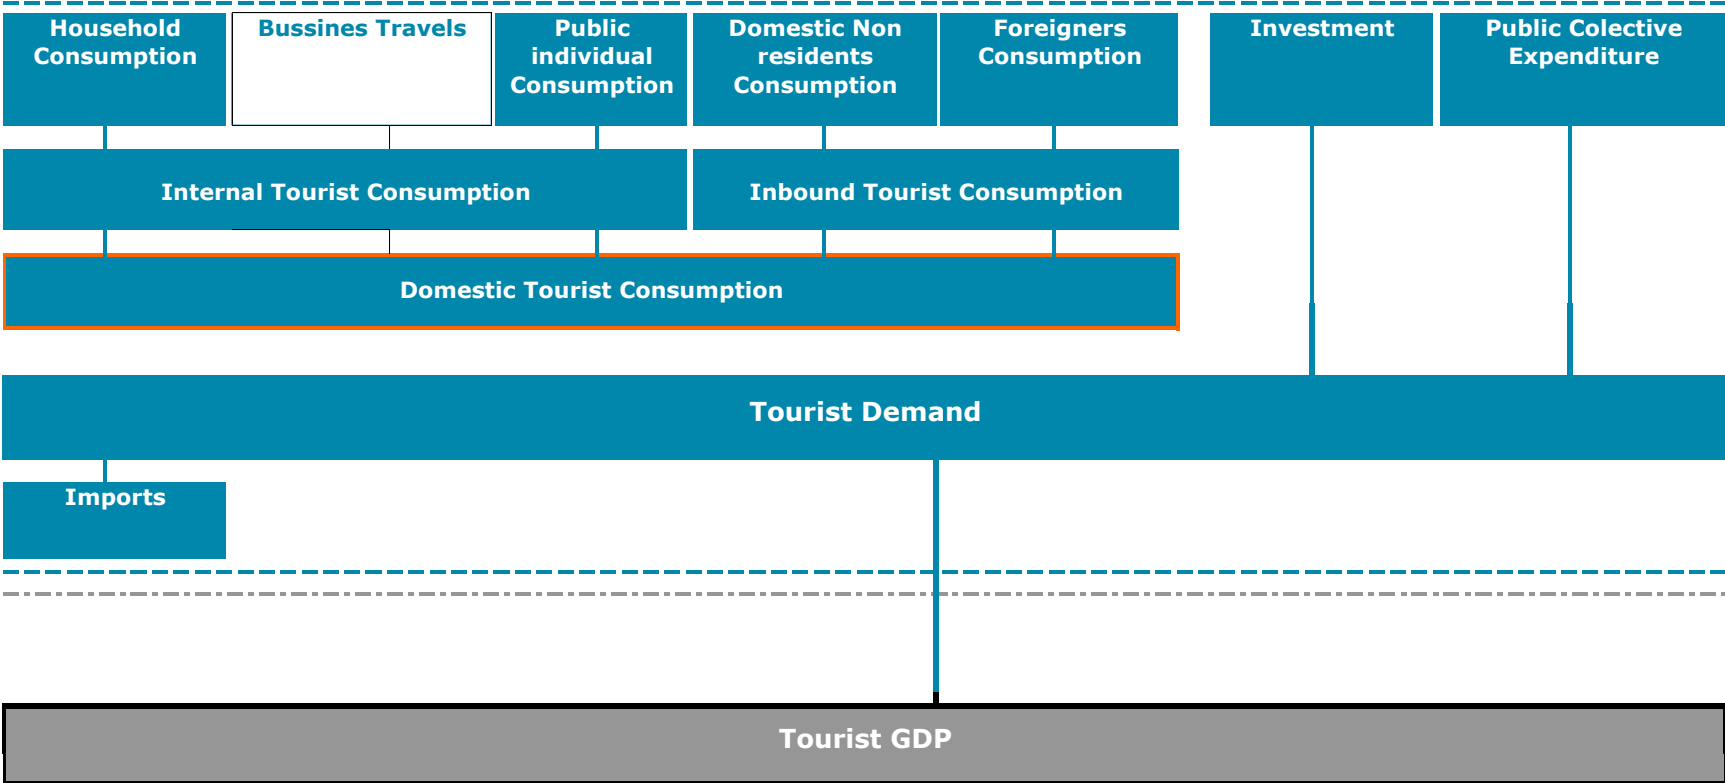 Household
Consumption
Bussines Travels
Public
individual
Consumption
Domestic Non
residents
Consumption
Foreigners
Consumption
Investment
Public Colective
Expenditure
Internal Tourist Consumption
Inbound Tourist Consumption
Domestic Tourist Consumption
Tourist Demand
Imports
Tourist GDP